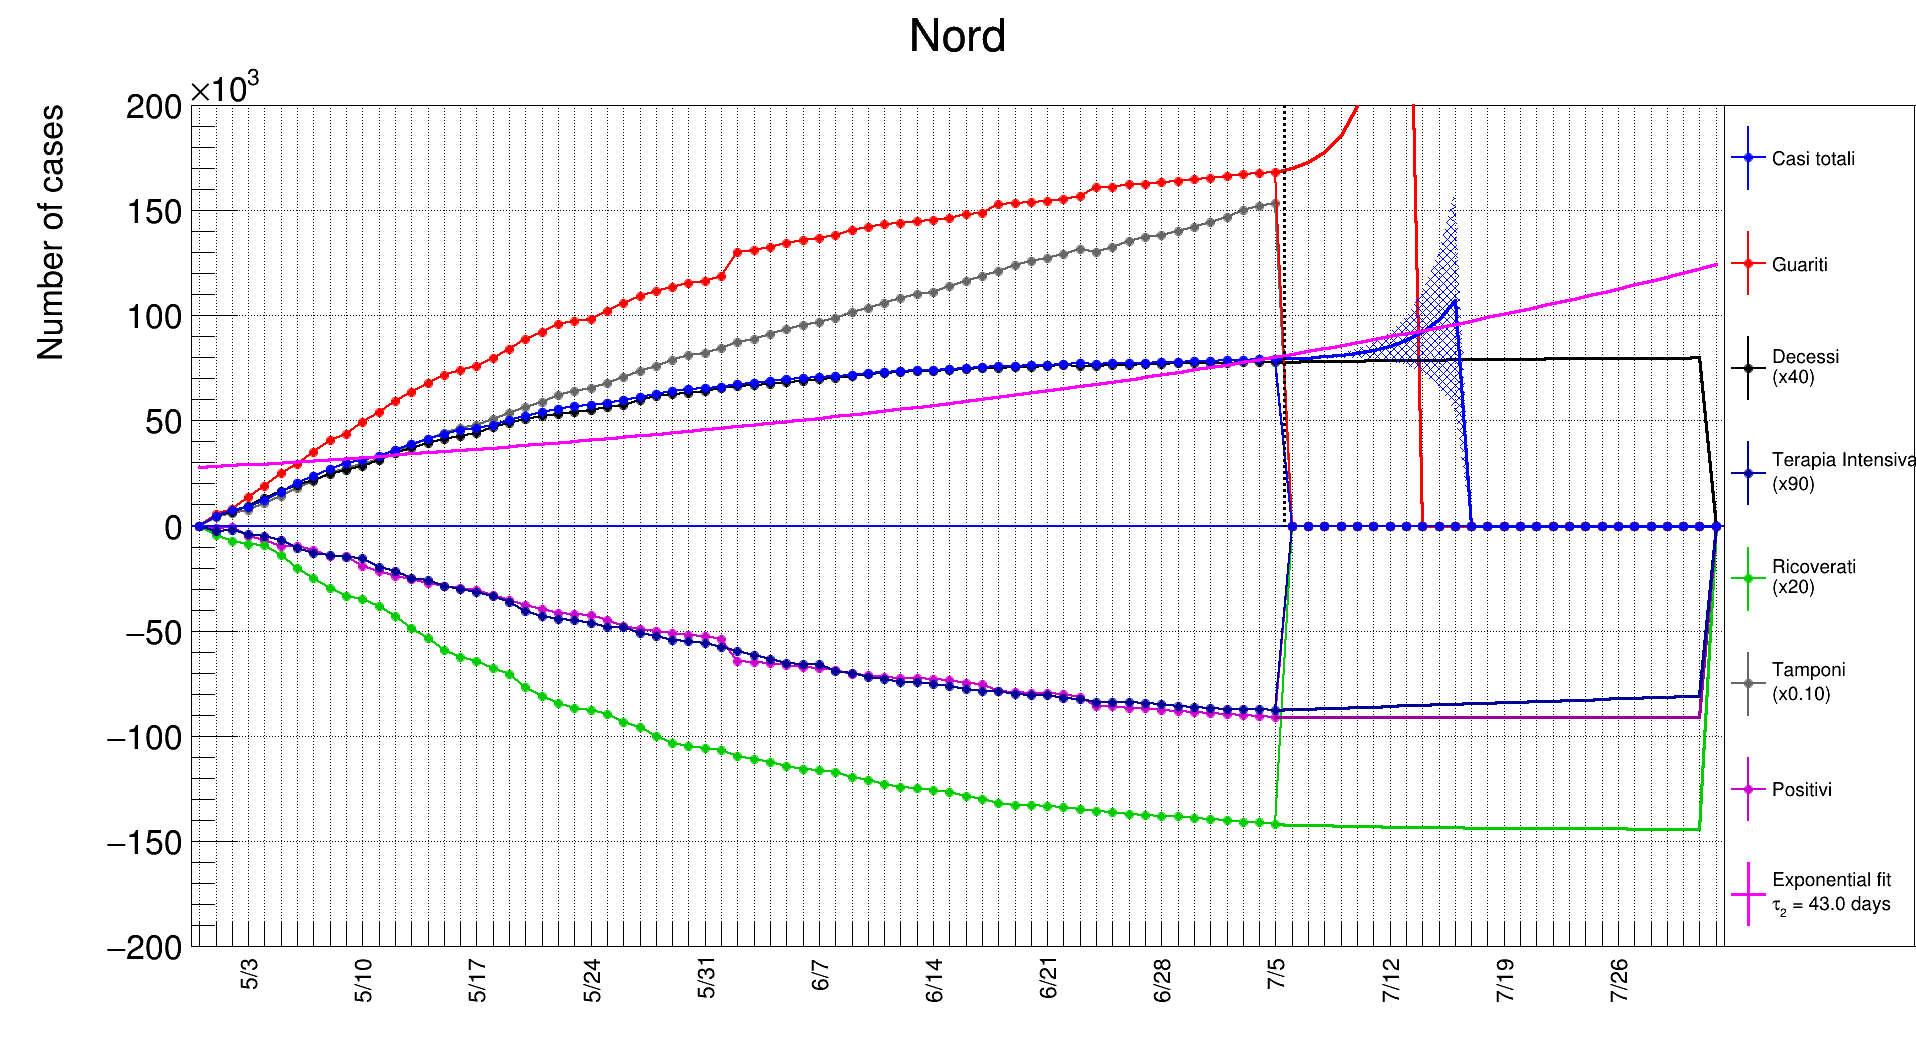 Nord
×10³
Number of cases
200
150
100
50
0
−50
−100
−150
−200
5/3
5/10
5/17
5/24
5/31
6/7
6/14
6/21
6/28
7/5
7/12
7/19
7/26
Casi totali
Guariti
Decessi
(x40)
Terapia Intensiva
(x90)
Ricoverati
(x20)
Tamponi
(x0.10)
Positivi
Exponential fit
τ₂ = 43.0 days